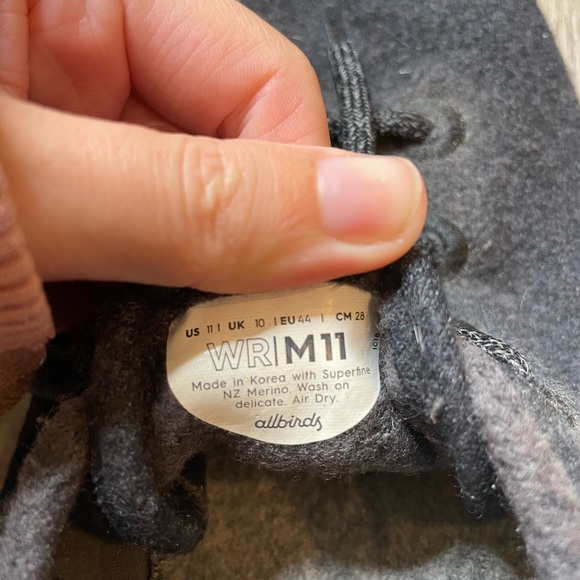 US 11 | UK 10 | EU 44 | CM 28
WR|M11
Made in Korea with Superfine
NZ Merino. Wash on
delicate. Air Dry.
allbirds